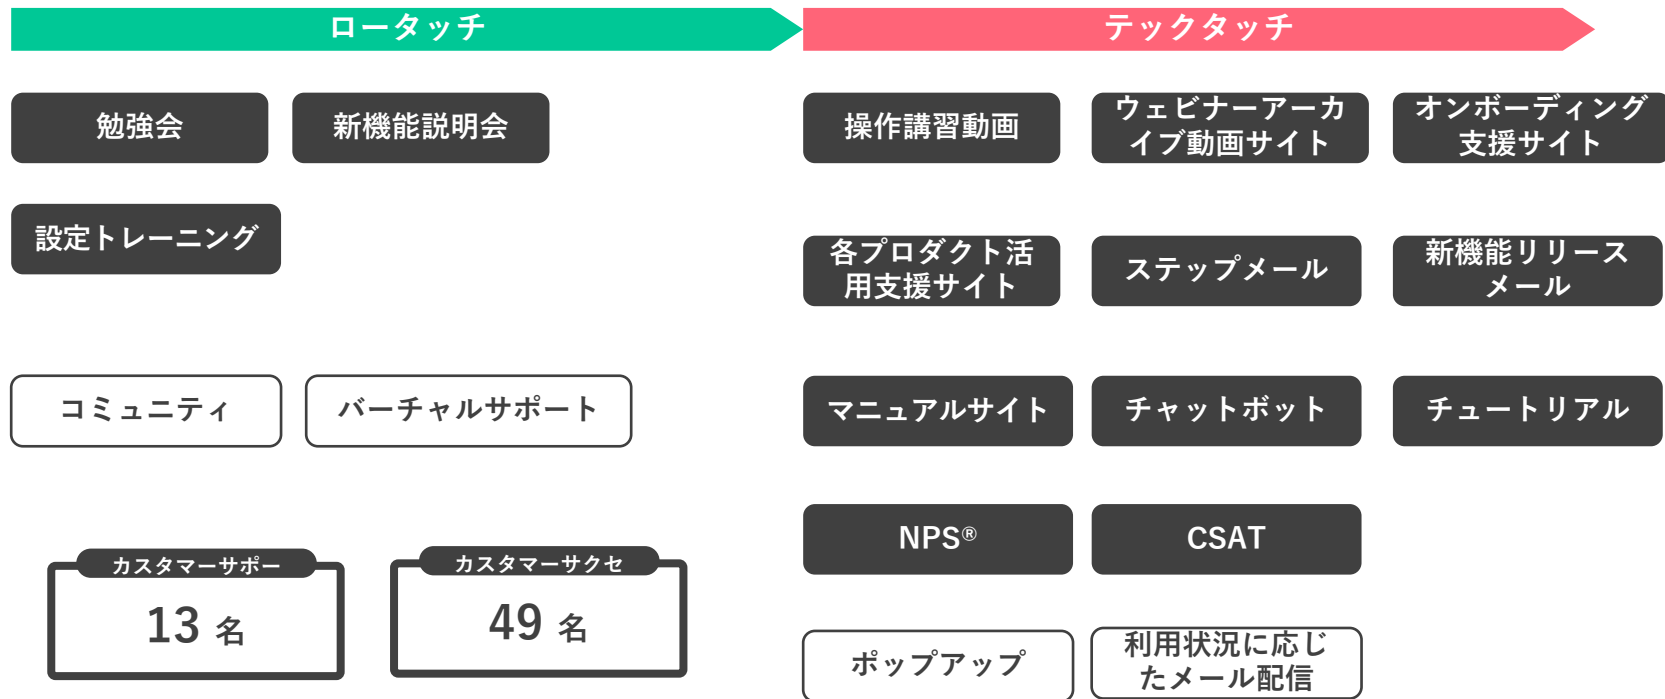 ロータッチ
テックタッチ
勉強会
新機能説明会
設定トレーニング
コミュニティ
バーチャルサポート
カスタマーサポー
13 名
カスタマーサクセ
49 名
操作講習動画
ウェビナーアーカ
イブ動画サイト
オンボーディング
支援サイト
各プロダクト活
用支援サイト
ステップメール
新機能リリース
メール
マニュアルサイト
チャットボット
チュートリアル
NPS®
CSAT
ポップアップ
利用状況に応じ
たメール配信